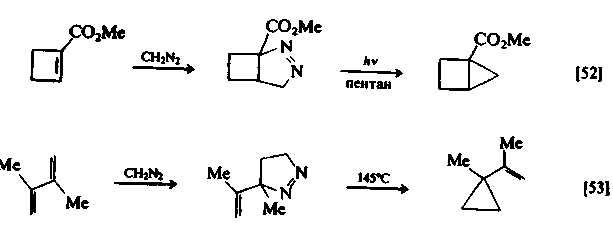 CO₂Me CO₂Me CO₂Me
CH₂N₂ N N hν пентан [52]
Me Me CH₂N₂ Me Me N N 145°C Me Me [53]